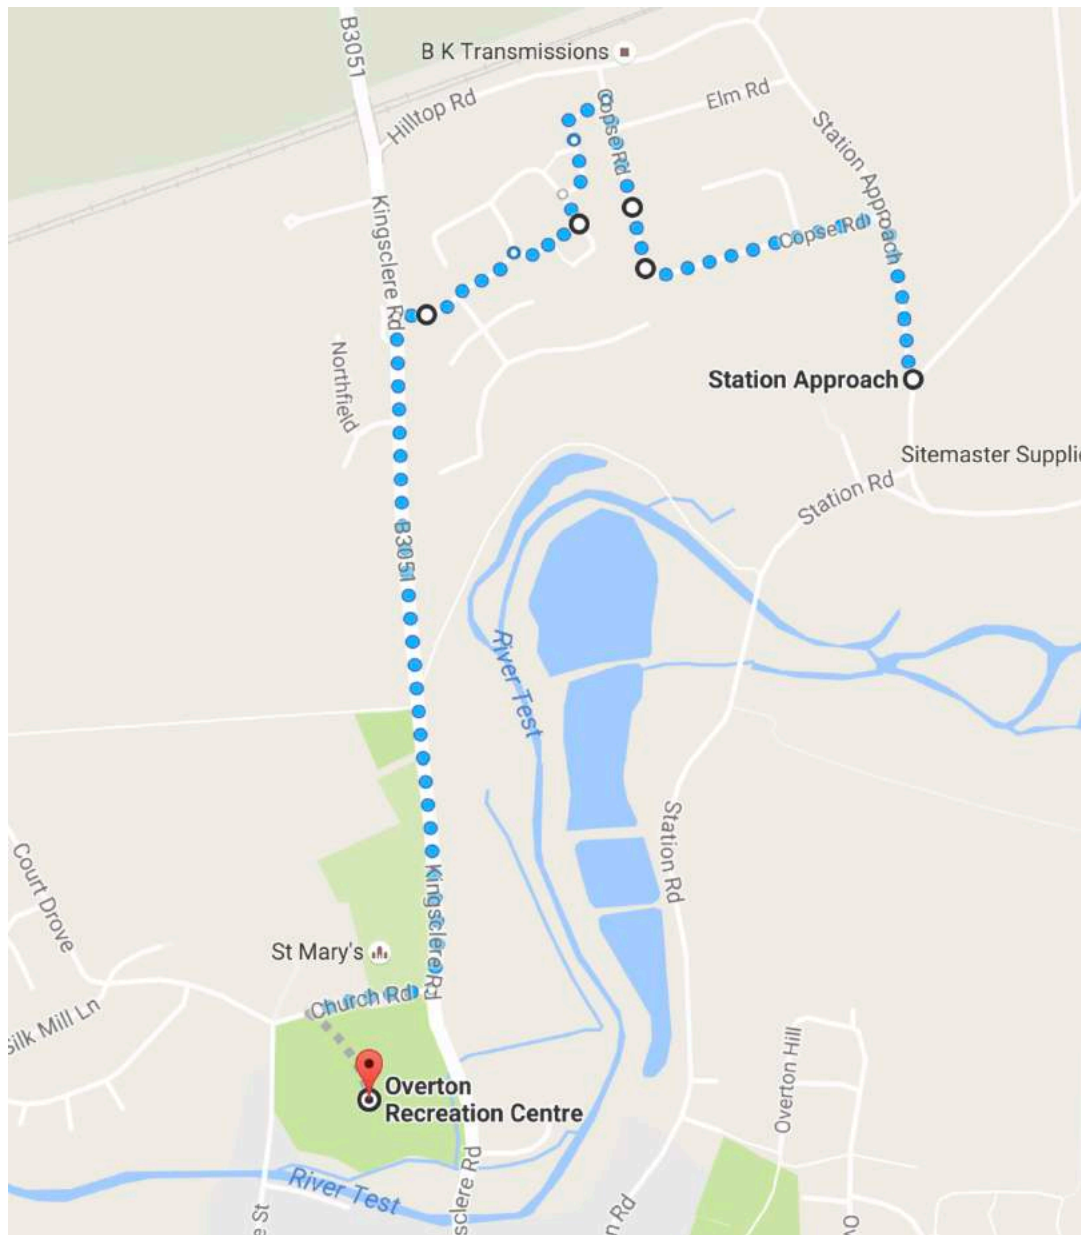 B3051
B K Transmissions
Hilltop Rd
Elm Rd
Copse Rd
Station Approach
Kingsclere Rd
Copse Rd
Northfield
Station Approach
Sitemaster Supplie
Station Rd
B3051
River Test
Station Rd
Court Drove
Kingsclere Rd
St Mary's
Church Rd
Silk Mill Ln
Overton Hill
Overton
Recreation Centre
River Test
sclere Rd
e St
n Rd